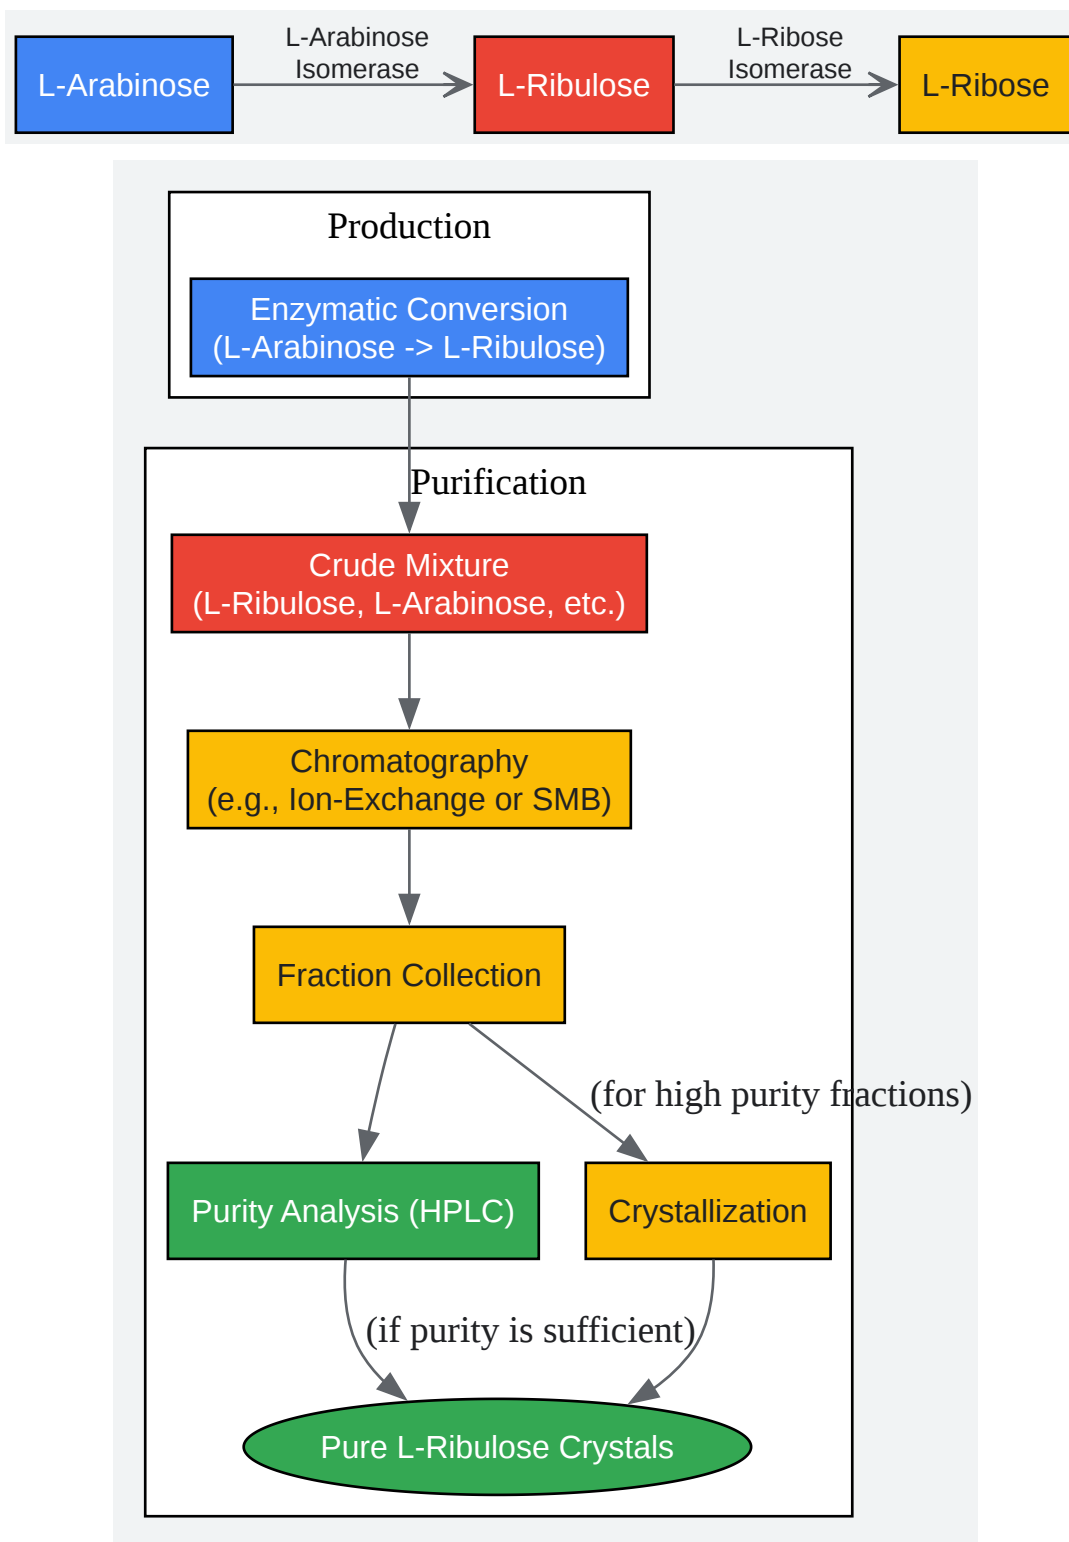 L-Arabinose
L-Arabinose
Isomerase
L-Ribulose
L-Ribose
Isomerase
L-Ribose
Production
Enzymatic Conversion
(L-Arabinose -> L-Ribulose)
Purification
Crude Mixture
(L-Ribulose, L-Arabinose, etc.)
Chromatography
(e.g., Ion-Exchange or SMB)
Fraction Collection
(for high purity fractions)
Purity Analysis (HPLC)
Crystallization
(if purity is sufficient)
Pure L-Ribulose Crystals